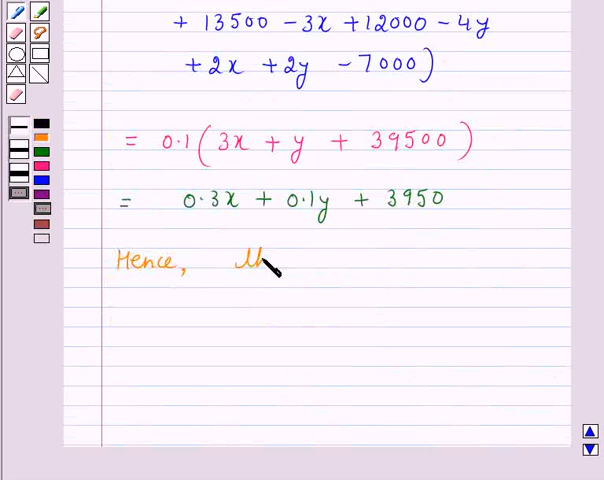 + 13500 - 3x + 12000 - 4y
+ 2x + 2y - 7000)
= 0.1(3x + y + 39500)
= 0.3x + 0.1y + 3950
Hence, M